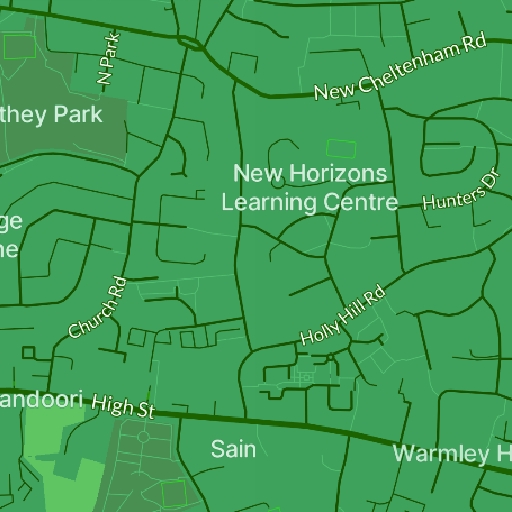 New Cheltenham Rd
N Park
they Park
New Horizons
Learning Centre
Hunters Dr
ge
ne
Church Rd
Holly Hill Rd
andoori
High St
Sain
Warmley H